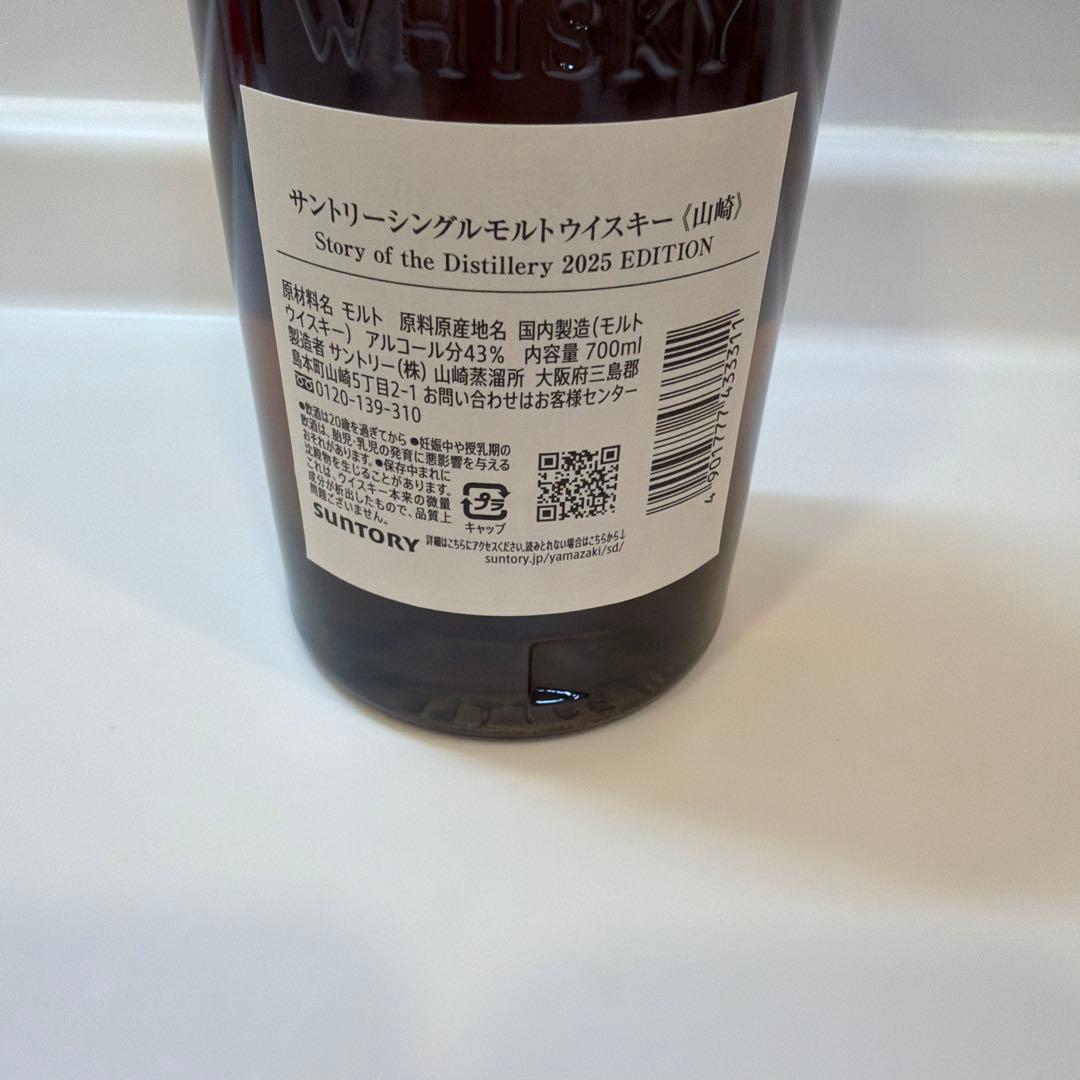 WHISKY
サントリーシングルモルトウイスキー《山崎》
Story of the Distillery 2025 EDITION
原材料名 モルト 原料原産地名 国内製造(モルト
ウイスキー) アルコール分43% 内容量 700ml
製造者 サントリー(株) 山崎蒸溜所 大阪府三島郡
島本町山崎5丁目2-1 お問い合わせはお客様センター
0120-139-310
●飲酒は20歳を過ぎてから ●妊娠中や授乳期の
飲酒は、胎児・乳児の発育に悪影響を与える
おそれがあります。●保存中まれに
沈殿物を生じることがあります。
これは、ウイスキー本来の微量
成分が析出したもので、品質上
問題ございません。
プラ
キャップ
SUNTORY
詳細はこちらにアクセスください。読みとれない場合はこちらから↓
suntory.jp/yamazaki/sd/
4 901777 433311